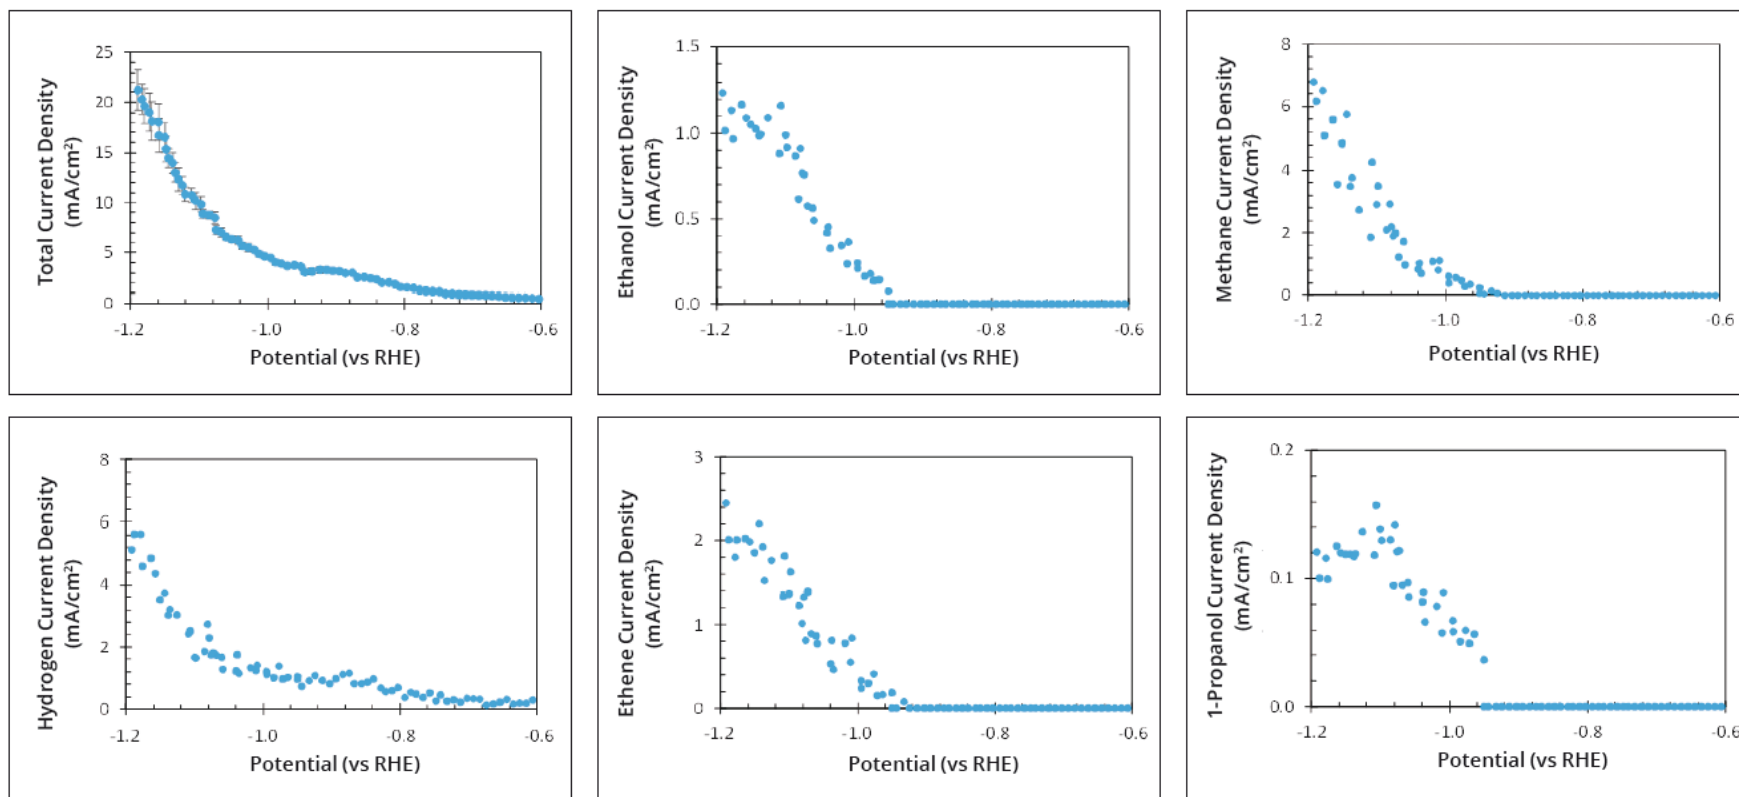 Total Current Density
(mA/cm²)
25
20
15
10
5
0
-1.2
-1.0
-0.8
-0.6
Potential (vs RHE)
Ethanol Current Density
(mA/cm²)
1.5
1.0
0.5
0.0
-1.2
-1.0
-0.8
-0.6
Potential (vs RHE)
Methane Current Density
(mA/cm²)
8
6
4
2
0
-1.2
-1.0
-0.8
-0.6
Potential (vs RHE)
Hydrogen Current Density
(mA/cm²)
8
6
4
2
0
-1.2
-1.0
-0.8
-0.6
Potential (vs RHE)
Ethene Current Density
(mA/cm²)
3
2
1
0
-1.2
-1.0
-0.8
-0.6
Potential (vs RHE)
1-Propanol Current Density
(mA/cm²)
0.2
0.1
0.0
-1.2
-1.0
-0.8
-0.6
Potential (vs RHE)